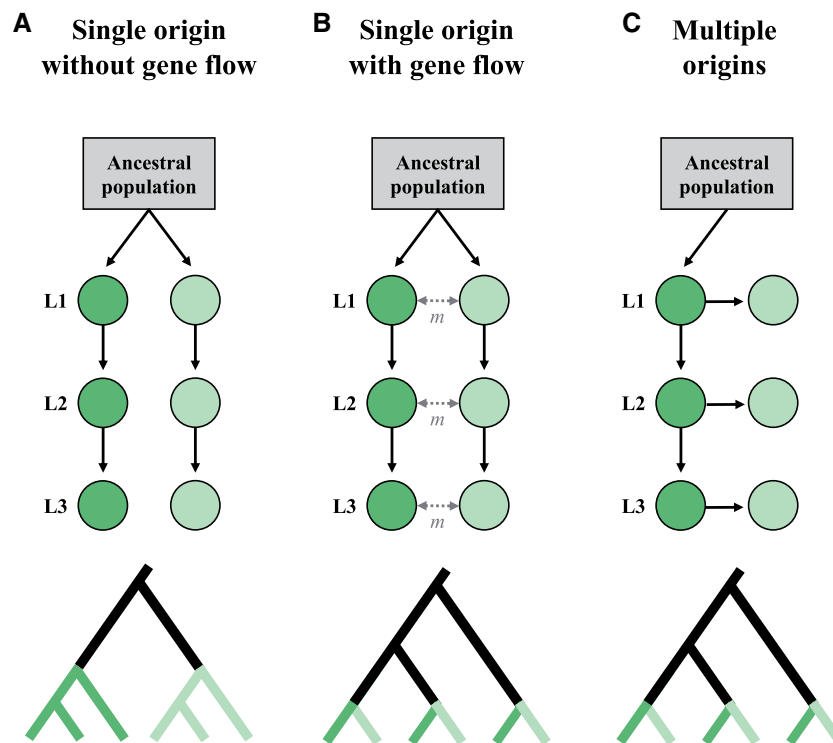 A
Single origin
without gene flow
B
Single origin
with gene flow
C
Multiple
origins
Ancestral
population
Ancestral
population
Ancestral
population
L1
L2
L3
L1
m
L2
m
L3
m
L1
L2
L3